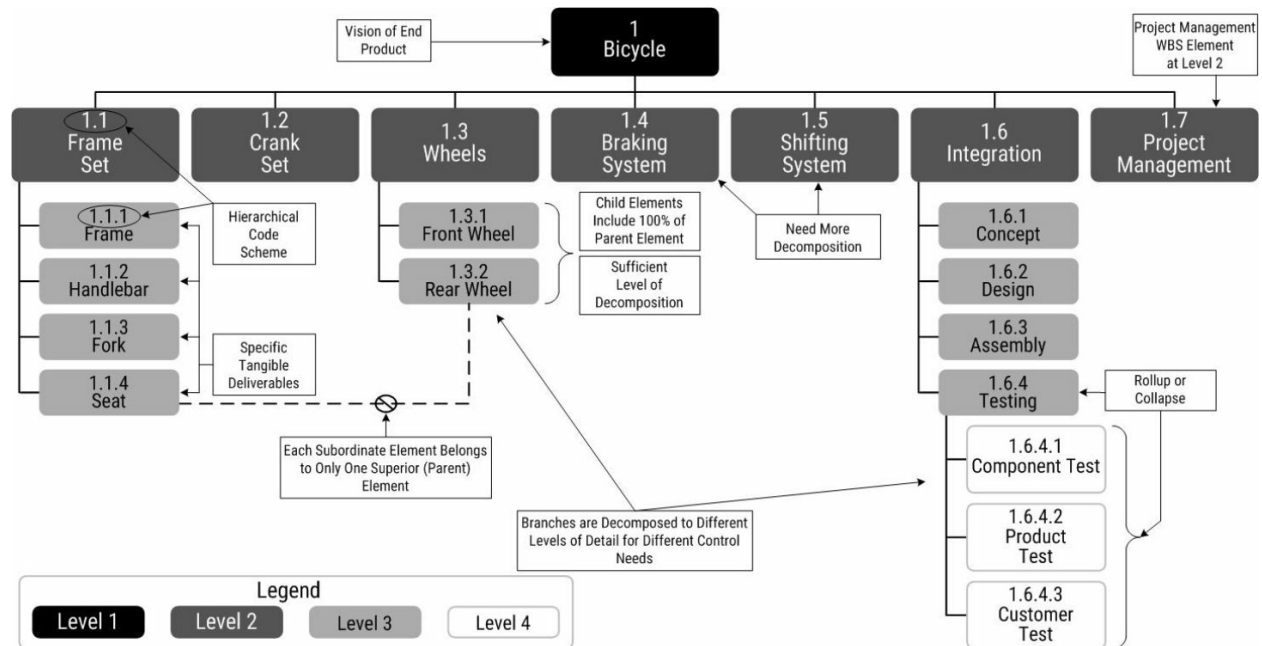 Vision of End
Product
1
Bicycle
Project Management
WBS Element
at Level 2
1.1
Frame
Set
1.2
Crank
Set
1.3
Wheels
1.4
Braking
System
1.5
Shifting
System
1.6
Integration
1.7
Project
Management
1.1.1
Frame
1.1.2
Handlebar
1.1.3
Fork
1.1.4
Seat
Hierarchical
Code
Scheme
Specific
Tangible
Deliverables
1.3.1
Front Wheel
1.3.2
Rear Wheel
Child Elements
Include 100% of
Parent Element
Sufficient
Level of
Decomposition
Need More
Decomposition
1.6.1
Concept
1.6.2
Design
1.6.3
Assembly
1.6.4
Testing
Rollup or
Collapse
Each Subordinate Element Belongs
to Only One Superior (Parent)
Element
1.6.4.1
Component Test
1.6.4.2
Product
Test
1.6.4.3
Customer
Test
Branches are Decomposed to Different
Levels of Detail for Different Control
Needs
Legend
Level 1
Level 2
Level 3
Level 4